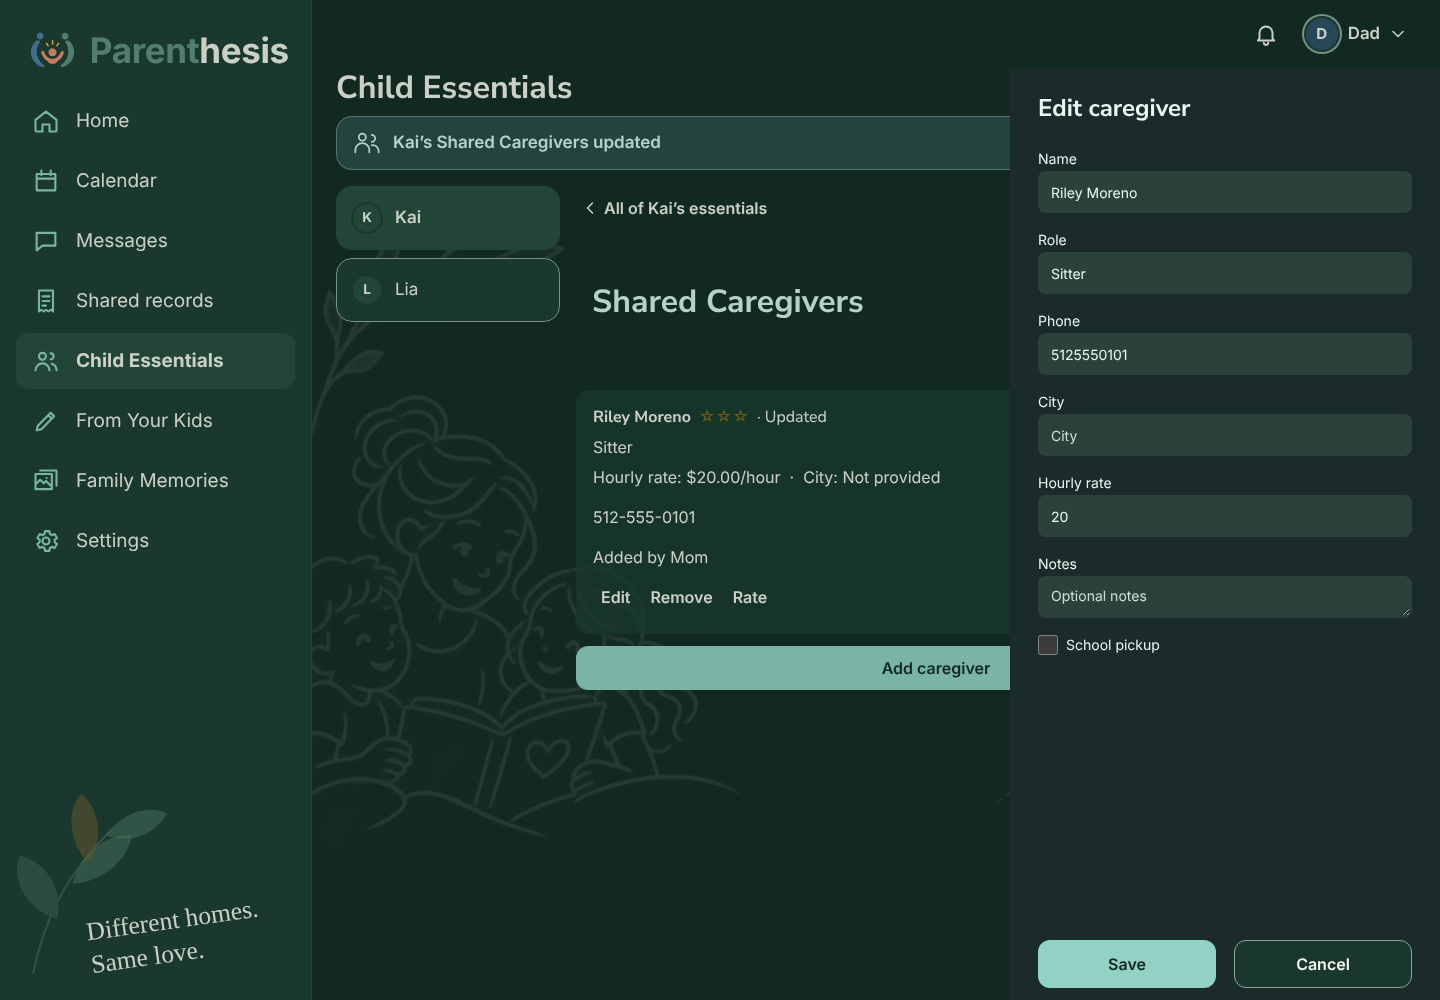 Parenthesis
Home
Calendar
Messages
Shared records
Child Essentials
From Your Kids
Family Memories
Settings
Different homes.
Same love.
D
Dad
Child Essentials
Kai’s Shared Caregivers updated
K
Kai
L
Lia
All of Kai’s essentials
Shared Caregivers
Riley Moreno ☆☆☆ · Updated
Sitter
Hourly rate: $20.00/hour · City: Not provided
512-555-0101
Added by Mom
Edit Remove Rate
Add caregiver
Edit caregiver
Name
Riley Moreno
Role
Sitter
Phone
5125550101
City
City
Hourly rate
20
Notes
Optional notes
School pickup
Save
Cancel